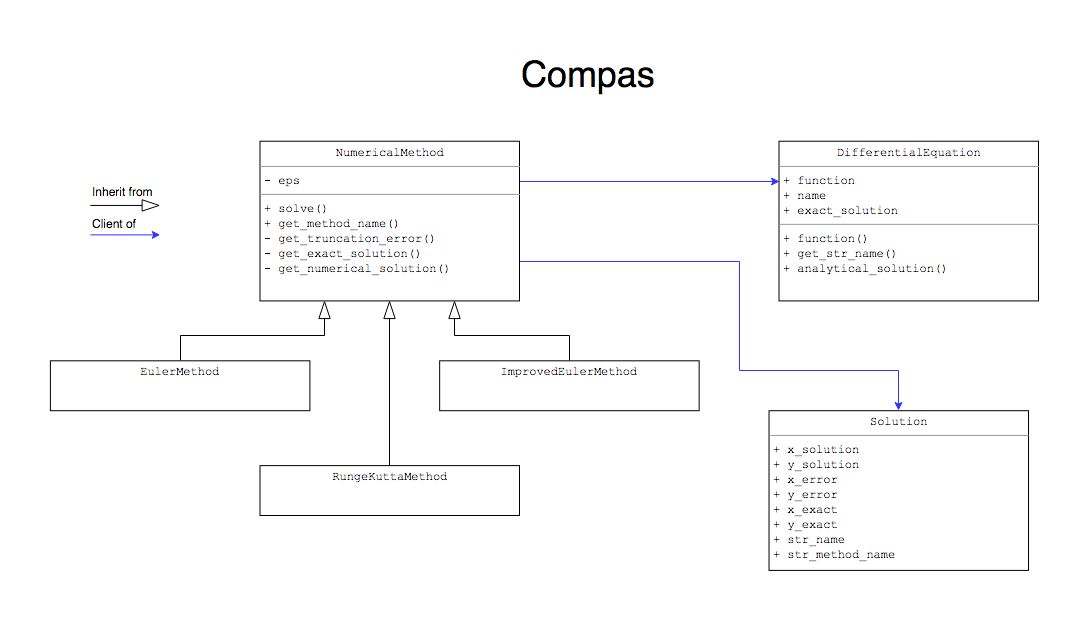 Compas
Inherit from
Client of
NumericalMethod
- eps
+ solve()
+ get_method_name()
- get_truncation_error()
- get_exact_solution()
- get_numerical_solution()
DifferentialEquation
+ function
+ name
+ exact_solution
+ function()
+ get_str_name()
+ analytical_solution()
EulerMethod
ImprovedEulerMethod
RungeKuttaMethod
Solution
+ x_solution
+ y_solution
+ x_error
+ y_error
+ x_exact
+ y_exact
+ str_name
+ str_method_name